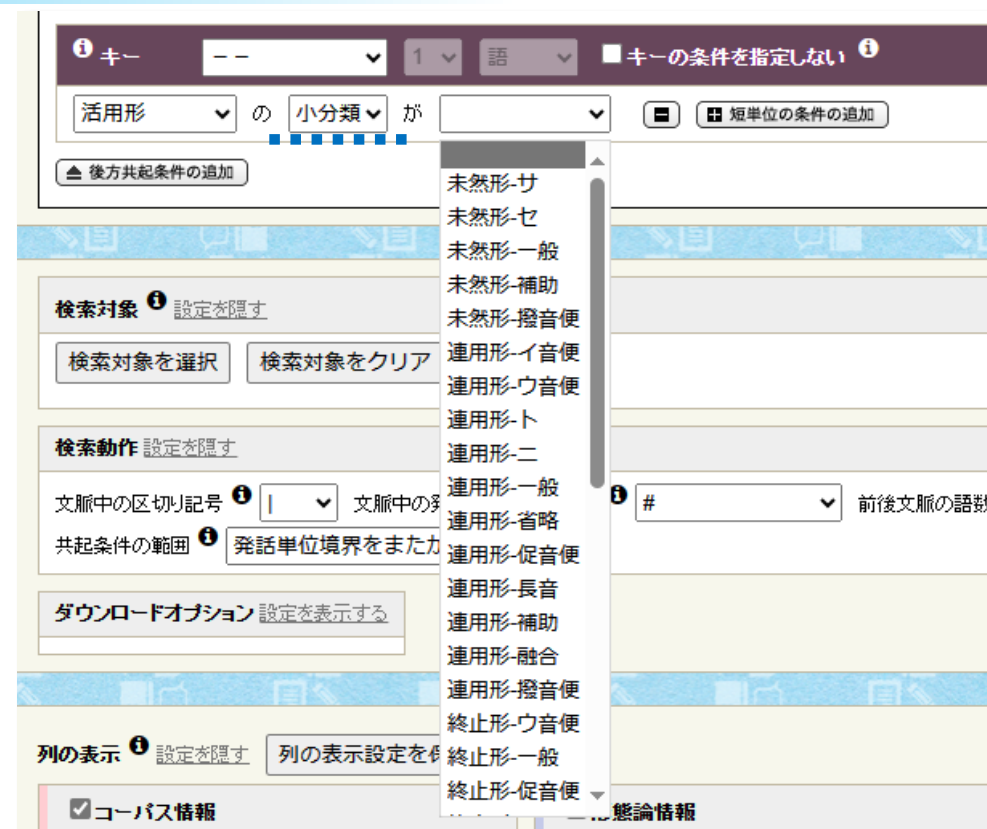 キー -- 1 語 キーの条件を指定しない
活用形 の 小分類 が 短単位の条件の追加
後方共起条件の追加
未然形-サ
未然形-セ
未然形-一般
未然形-補助
未然形-撥音便
連用形-イ音便
連用形-ウ音便
連用形-ト
連用形-ニ
連用形-一般
連用形-省略
連用形-促音便
連用形-長音
連用形-補助
連用形-融合
連用形-撥音便
終止形-ウ音便
終止形-一般
終止形-促音便
検索対象 設定を隠す
検索対象を選択 検索対象をクリア
検索動作 設定を隠す
文脈中の区切り記号 | 文脈中の # 前後文脈の語数
共起条件の範囲 発話単位境界をまたが
ダウンロードオプション 設定を表示する
列の表示 設定を隠す 列の表示設定を
コーパス情報 態論情報